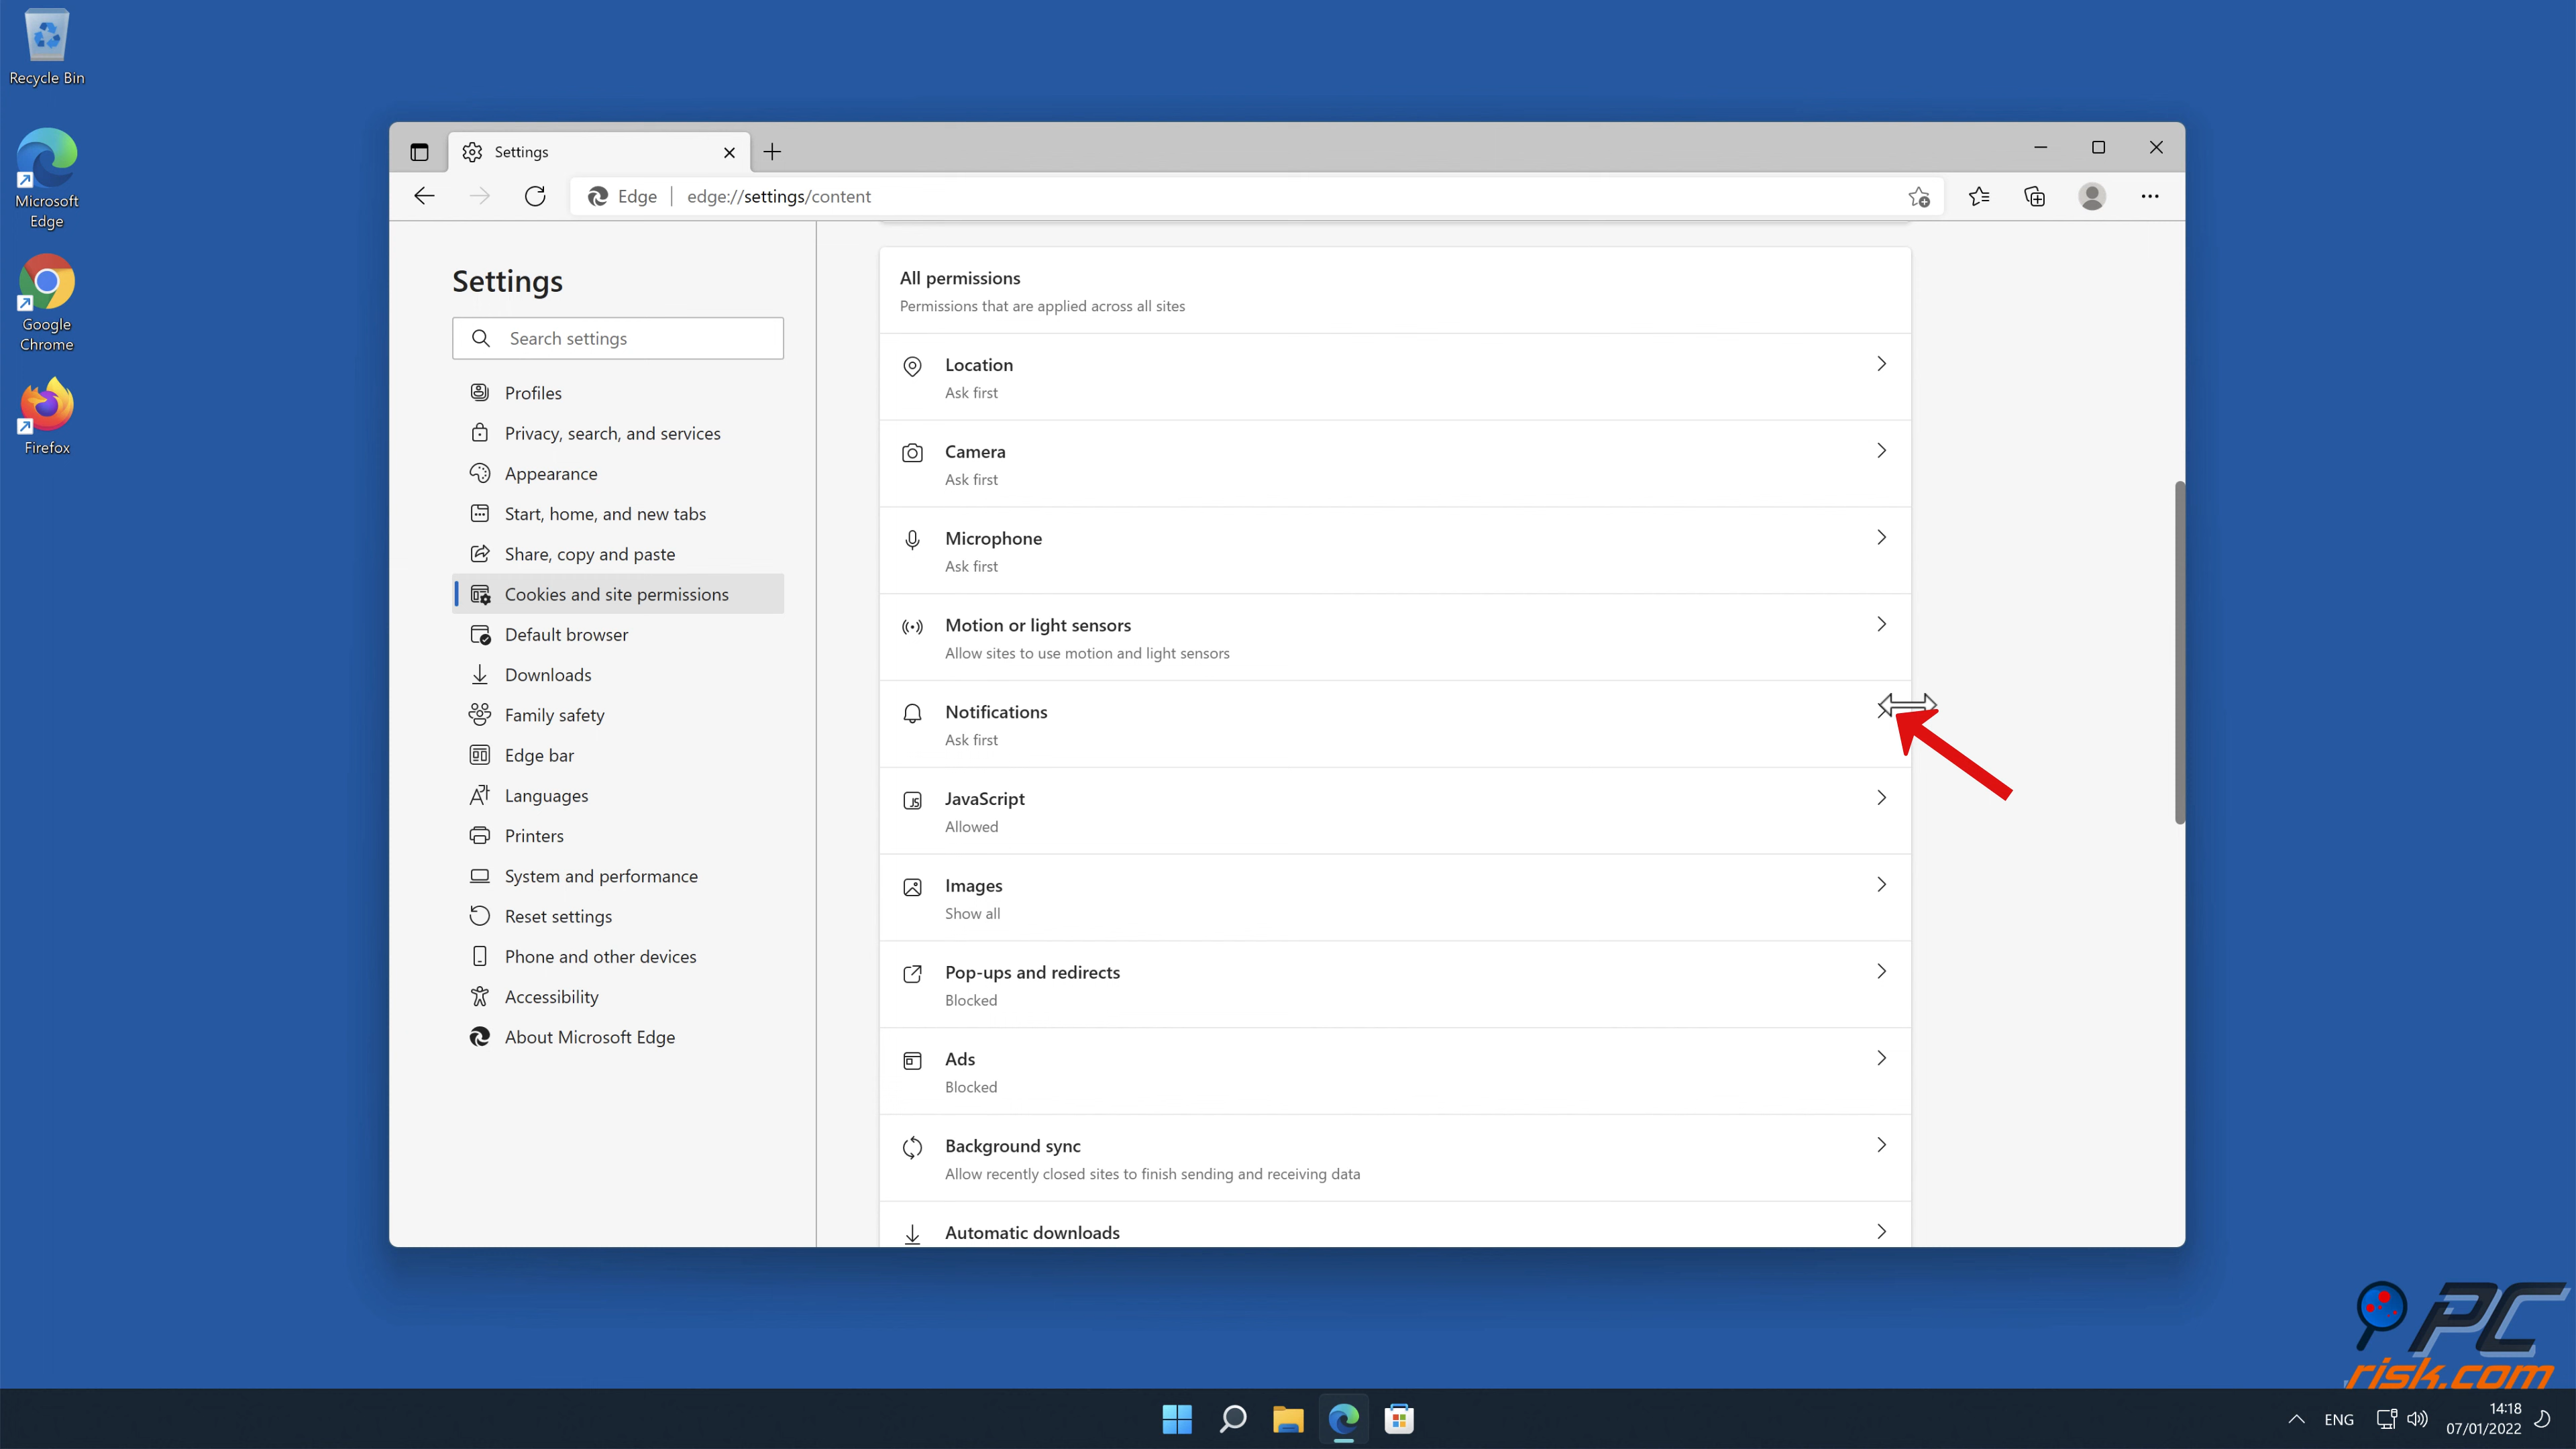 Recycle Bin
Microsoft
Edge
Google
Chrome
Firefox
Settings
Edge
edge://settings/content
Settings
Search settings
Profiles
Privacy, search, and services
Appearance
Start, home, and new tabs
Share, copy and paste
Cookies and site permissions
Default browser
Downloads
Family safety
Edge bar
Languages
Printers
System and performance
Reset settings
Phone and other devices
Accessibility
About Microsoft Edge
All permissions
Permissions that are applied across all sites
Location
Ask first
Camera
Ask first
Microphone
Ask first
Motion or light sensors
Allow sites to use motion and light sensors
Notifications
Ask first
JavaScript
Allowed
Images
Show all
Pop-ups and redirects
Blocked
Ads
Blocked
Background sync
Allow recently closed sites to finish sending and receiving data
Automatic downloads
PC
risk.com
ENG
14:18
07/01/2022